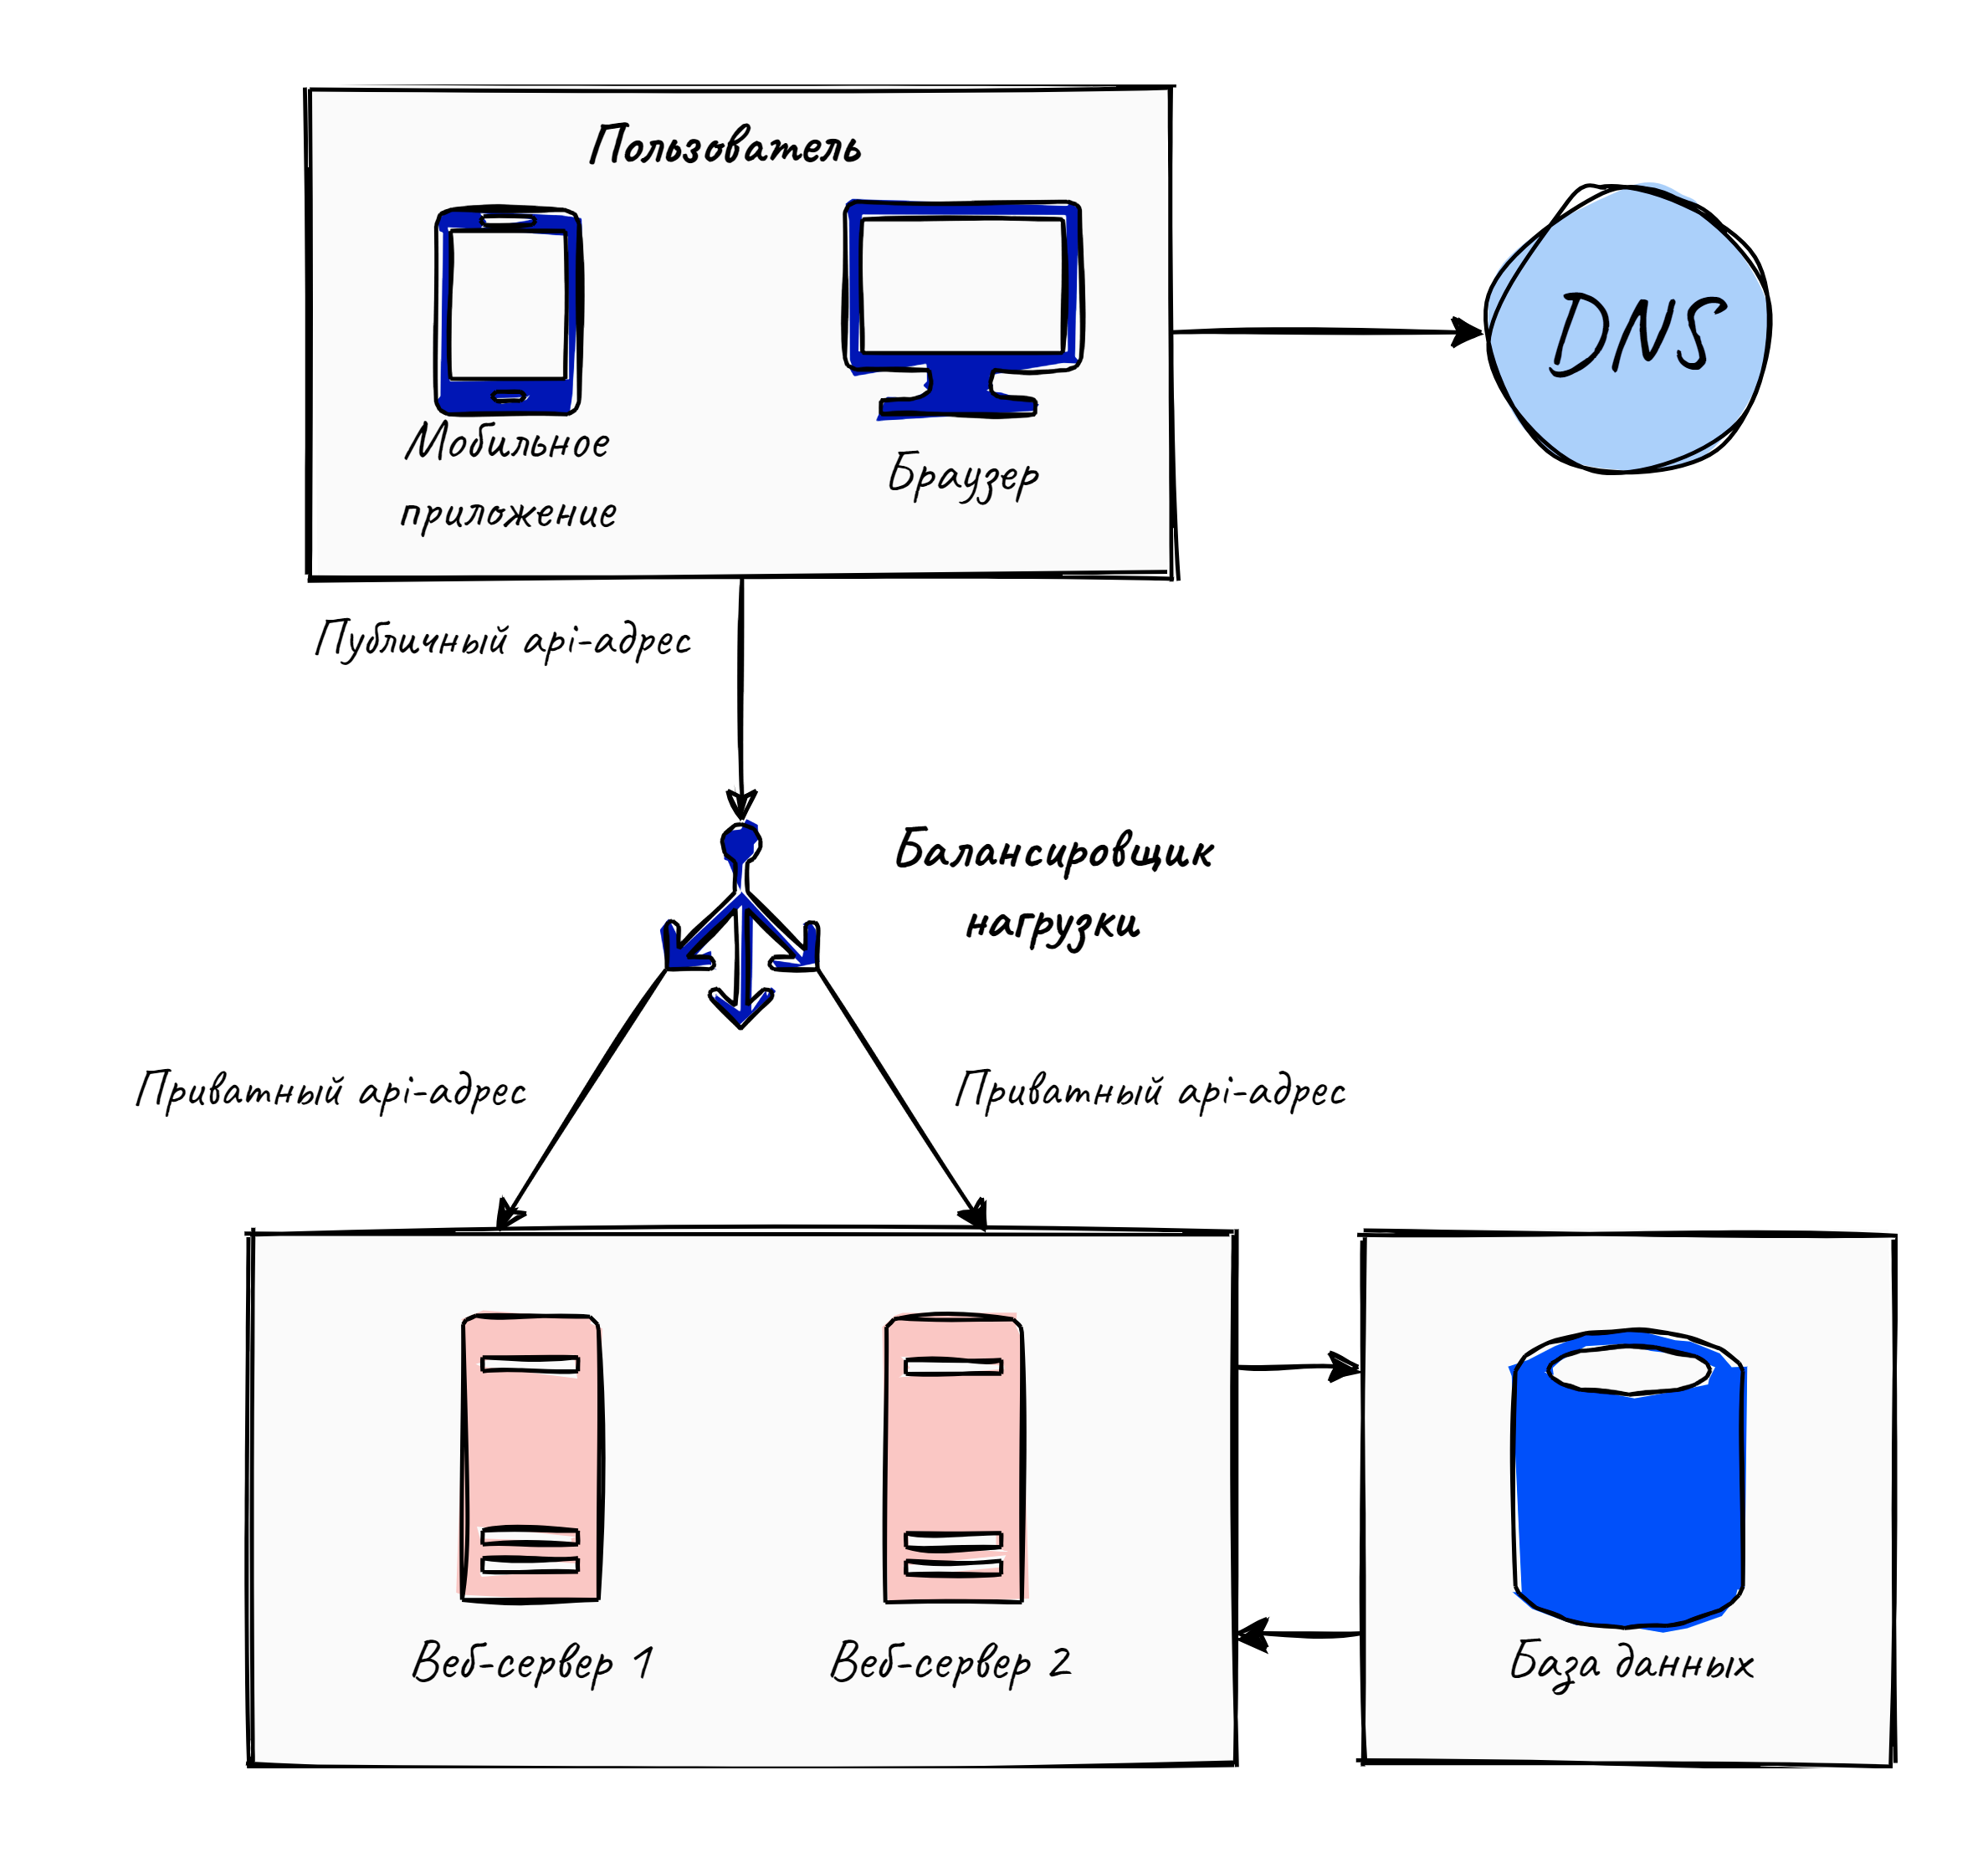 Пользователь
Мобильное
приложение
Браузер
DNS
Публичный api-адрес
Балансировщик
нагрузки
Приватный api-адрес
Приватный api-адрес
Веб-сервер 1
Веб-сервер 2
База данных